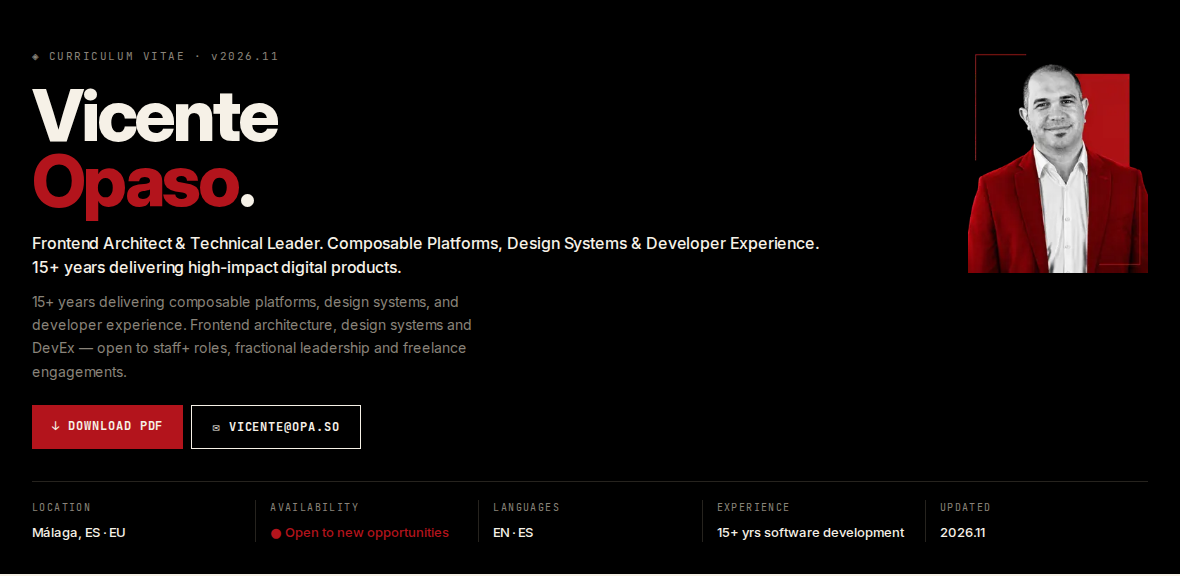 ◈ CURRICULUM VITAE · v2026.11
Vicente
Opaso.
Frontend Architect & Technical Leader. Composable Platforms, Design Systems & Developer Experience.
15+ years delivering high-impact digital products.
15+ years delivering composable platforms, design systems, and
developer experience. Frontend architecture, design systems and
DevEx — open to staff+ roles, fractional leadership and freelance
engagements.
↓ DOWNLOAD PDF
✉ VICENTE@OPA.SO
LOCATION
Málaga, ES · EU
AVAILABILITY
● Open to new opportunities
LANGUAGES
EN · ES
EXPERIENCE
15+ yrs software development
UPDATED
2026.11